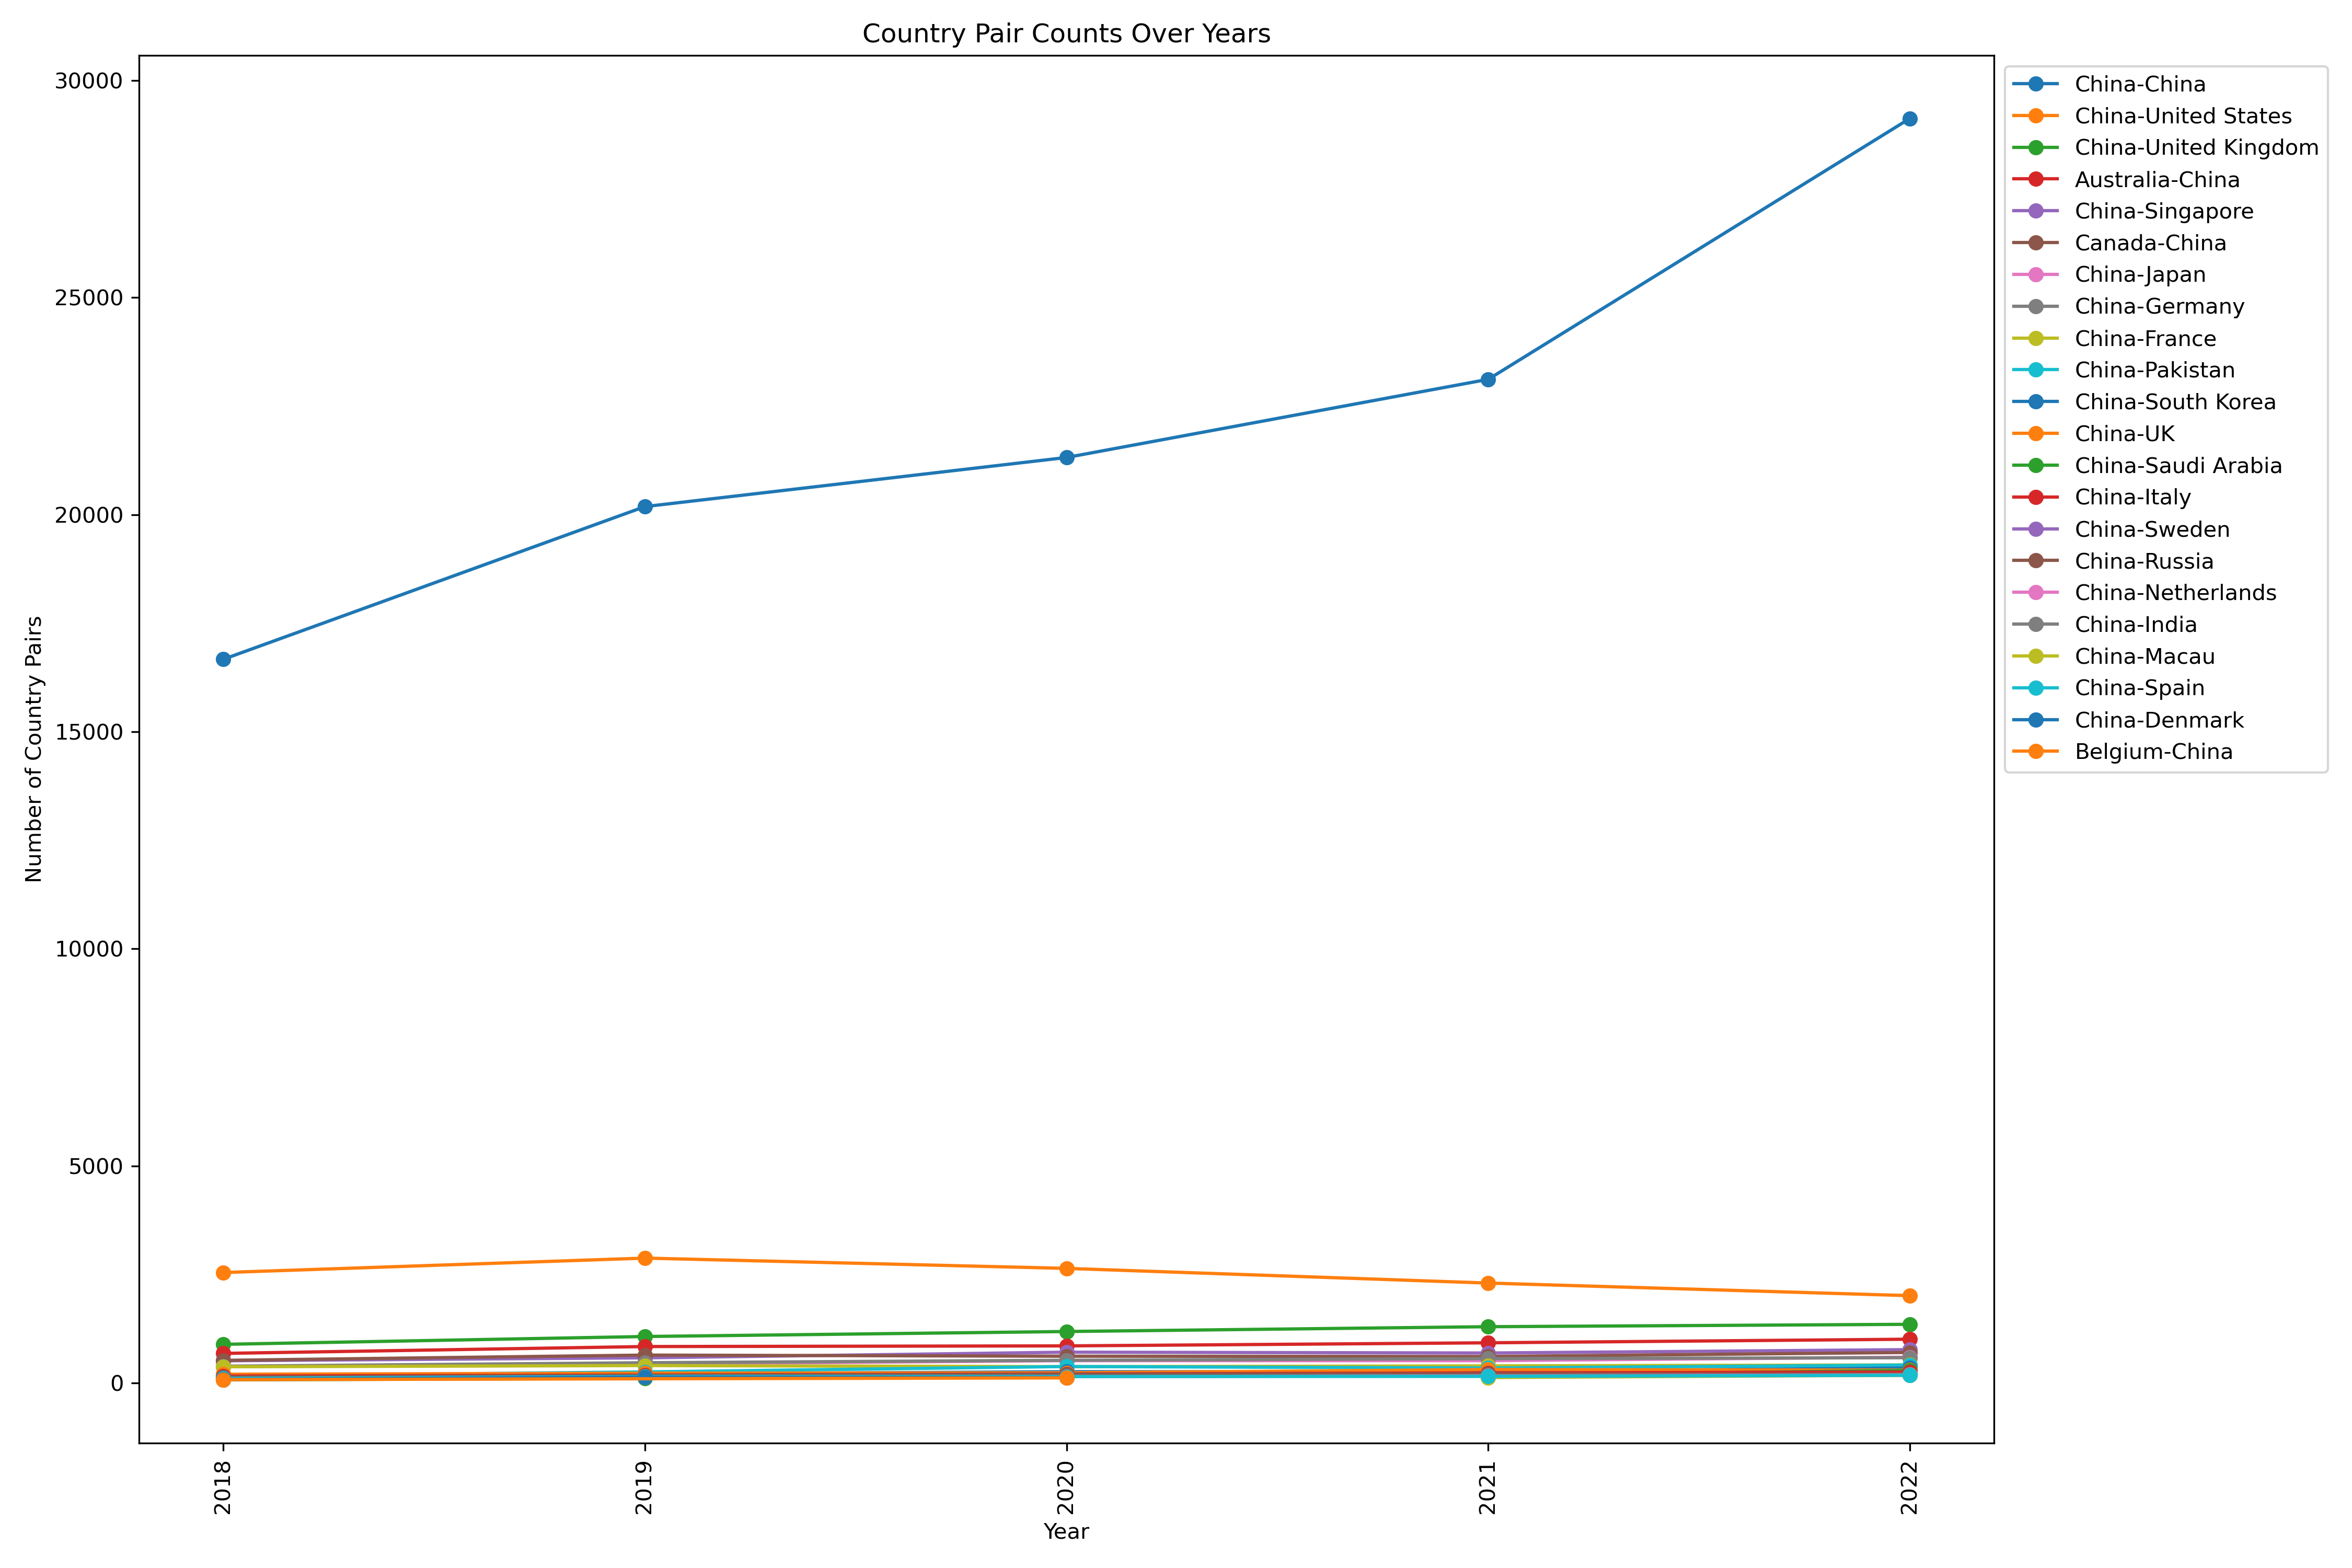 Country Pair Counts Over Years
Number of Country Pairs
30000
25000
20000
15000
10000
5000
0
2018
2019
2020
2021
2022
Year
China-China
China-United States
China-United Kingdom
Australia-China
China-Singapore
Canada-China
China-Japan
China-Germany
China-France
China-Pakistan
China-South Korea
China-UK
China-Saudi Arabia
China-Italy
China-Sweden
China-Russia
China-Netherlands
China-India
China-Macau
China-Spain
China-Denmark
Belgium-China